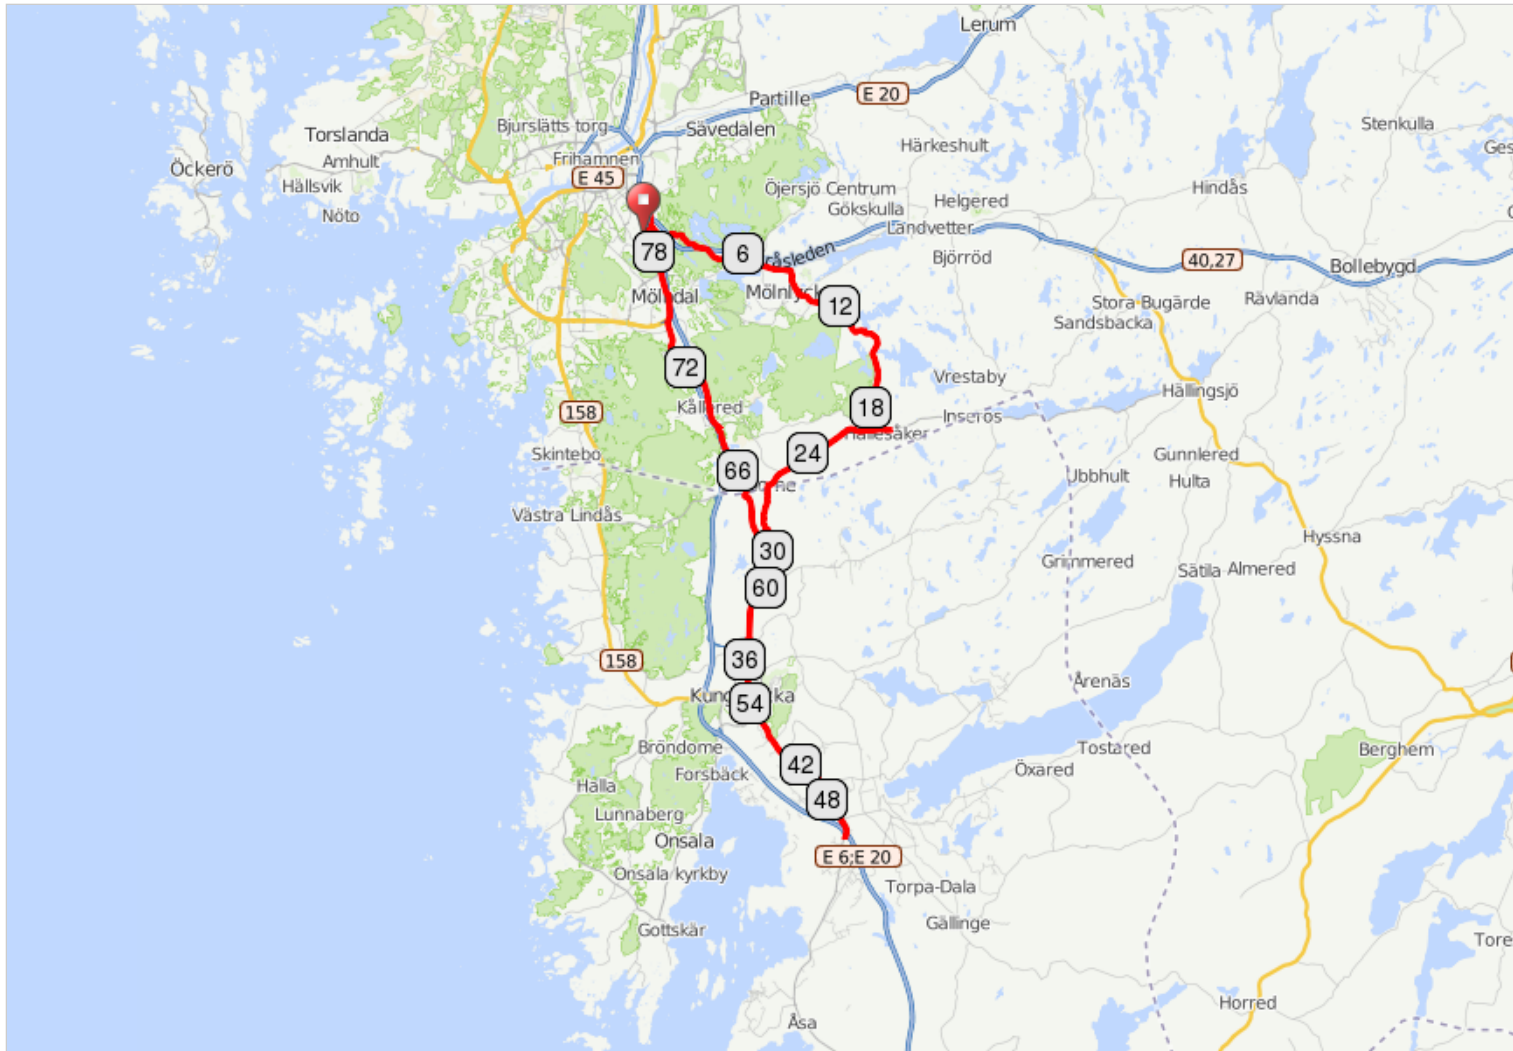 Lerum
E 20
Partille
Bjurslätts torg
Sävedalen
Torslanda
Stenkulla
Härkeshult
Amhult
Frihamnen
Öckerö
E 45
Hällsvik
Öjersjö Centrum
Hindås
Helgered
Nöto
Gökskulla
Landvetter
78
6
Björröd
40,27
Bollebygd
Mölndal
12
Stora Bugärde
Rävlanda
Sandsbacka
72
Vrestaby
Hällingsjö
Kållered
18
158
Inseros
24
Skintebo
Gunnlered
66
Ubbhult
Hulta
Västra Lindås
Hyssna
30
Grimmered
Sätila
Almered
60
158
36
Årenäs
54
Bröndome
Tostared
Berghem
Forsbäck
42
Öxared
Halla
48
Lunnaberg
Onsala
E 6;E 20
Onsala kyrkby
Torpa-Dala
Gällinge
Gottskär
Horred
Åsa